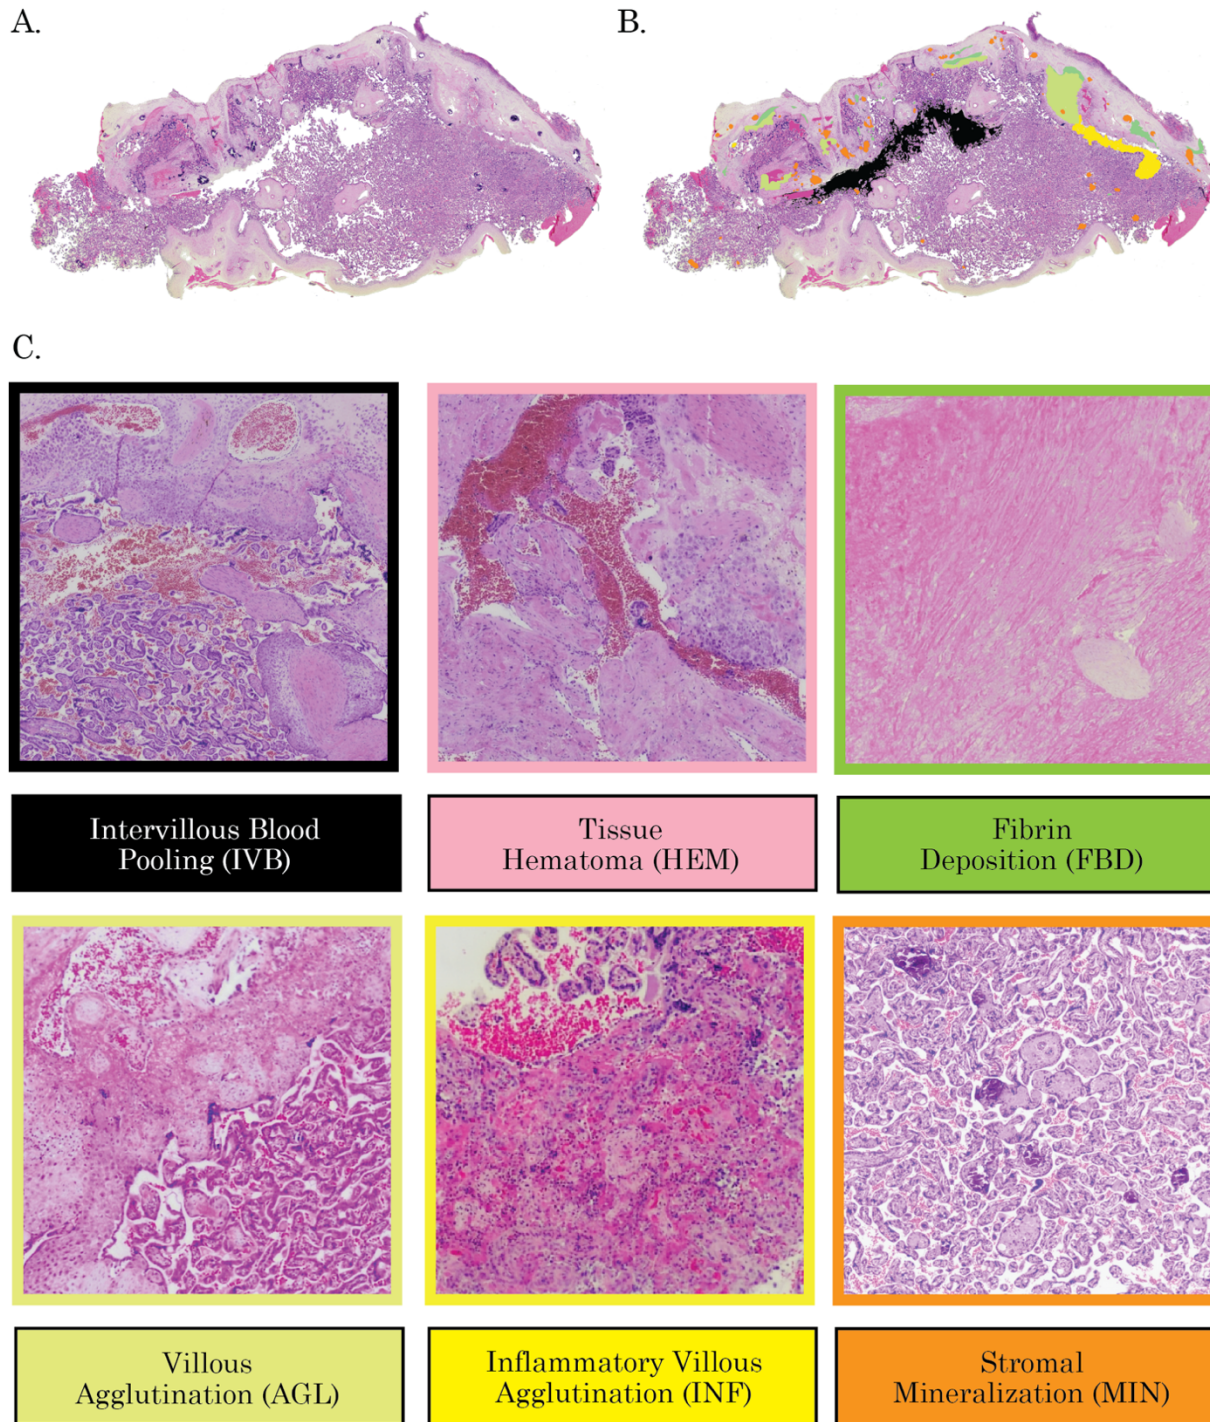 A.
B.
C.
Intervillous Blood
Pooling (IVB)
Tissue
Hematoma (HEM)
Fibrin
Deposition (FBD)
Villous
Agglutination (AGL)
Inflammatory Villous
Agglutination (INF)
Stromal
Mineralization (MIN)